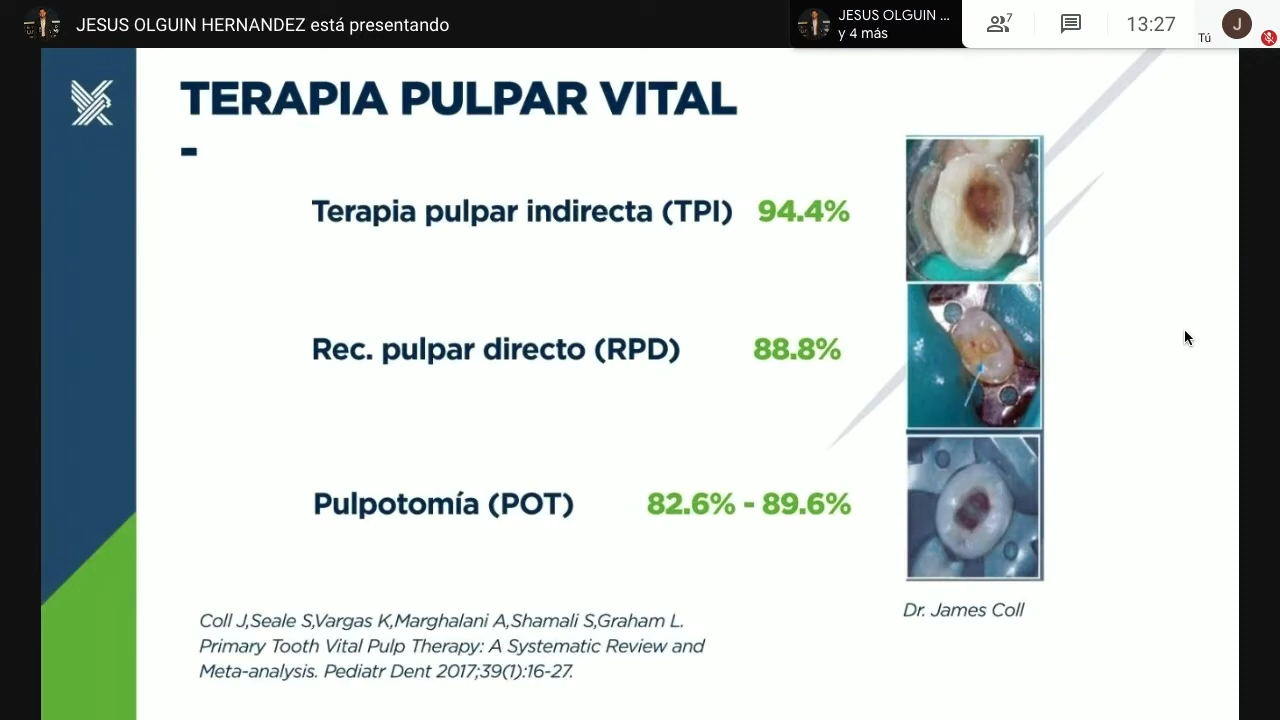 JESUS OLGUIN HERNANDEZ está presentando
JESUS OLGUIN ...
y 4 más
7
13:27
Tú
J
TERAPIA PULPAR VITAL
-
Terapia pulpar indirecta (TPI) 94.4%
Rec. pulpar directo (RPD) 88.8%
Pulpotomía (POT) 82.6% - 89.6%
Dr. James Coll
Coll J,Seale S,Vargas K,Marghalani A,Shamali S,Graham L.
Primary Tooth Vital Pulp Therapy: A Systematic Review and
Meta-analysis. Pediatr Dent 2017;39(1):16-27.